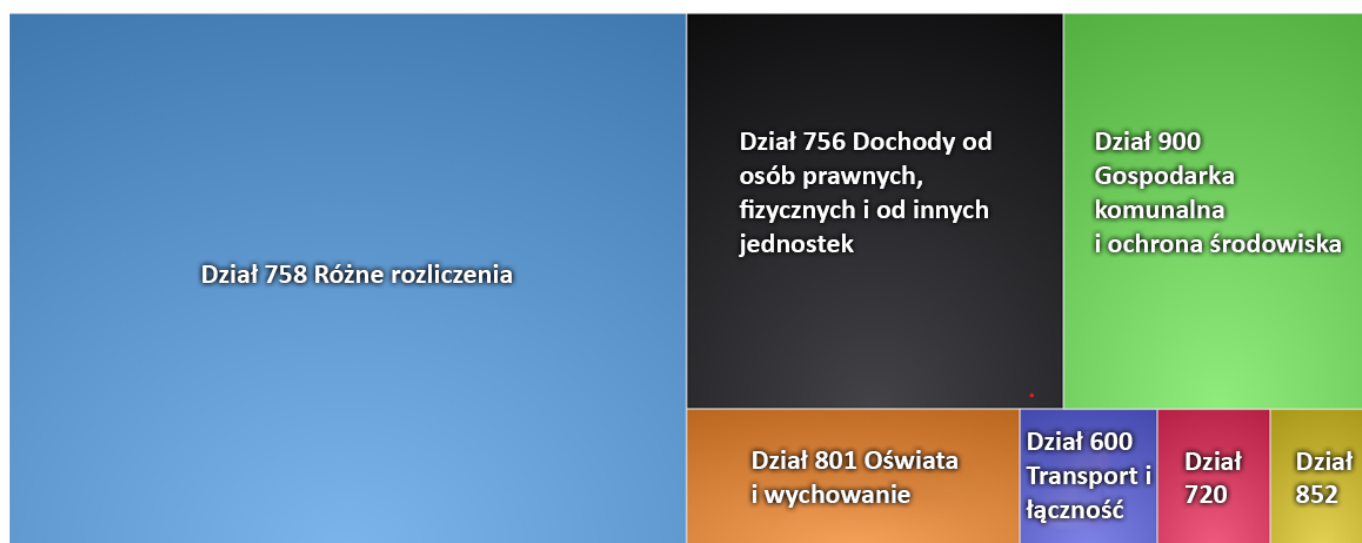 Dział 758 Różne rozliczenia
Dział 756 Dochody od
osób prawnych,
fizycznych i od innych
jednostek
Dział 900
Gospodarka
komunalna
i ochrona środowiska
Dział 801 Oświata
i wychowanie
Dział 600
Transport i
łączność
Dział
720
Dział
852